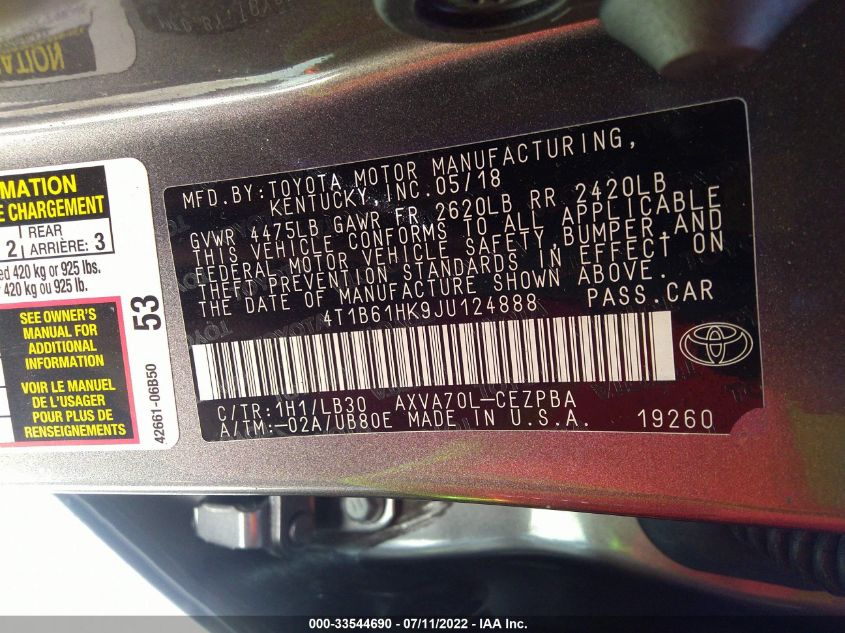 MATION
E CHARGEMENT
2 REAR ARRIÈRE: 3
ed 420 kg or 925 lbs.
420 kg ou 925 lb.
SEE OWNER'S
MANUAL FOR
ADDITIONAL
INFORMATION
VOIR LE MANUEL
DE L'USAGER
POUR PLUS DE
RENSEIGNEMENTS
53
42661-06B50
MFD. BY: TOYOTA MOTOR MANUFACTURING,
KENTUCKY, INC. 05/18
GVWR 4475LB GAWR FR 2620LB RR 2420LB
THIS VEHICLE CONFORMS TO ALL APPLICABLE
FEDERAL MOTOR VEHICLE SAFETY, BUMPER, AND
THEFT PREVENTION STANDARDS IN EFFECT ON
THE DATE OF MANUFACTURE SHOWN ABOVE.
4T1B61HK9JU124888 PASS. CAR
C/TR: 1H1/LB30 AXVA70L-CEZPBA
A/TM: -02A/UB80E MADE IN U.S.A. 19260
000-33544690 - 07/11/2022 - IAA Inc.